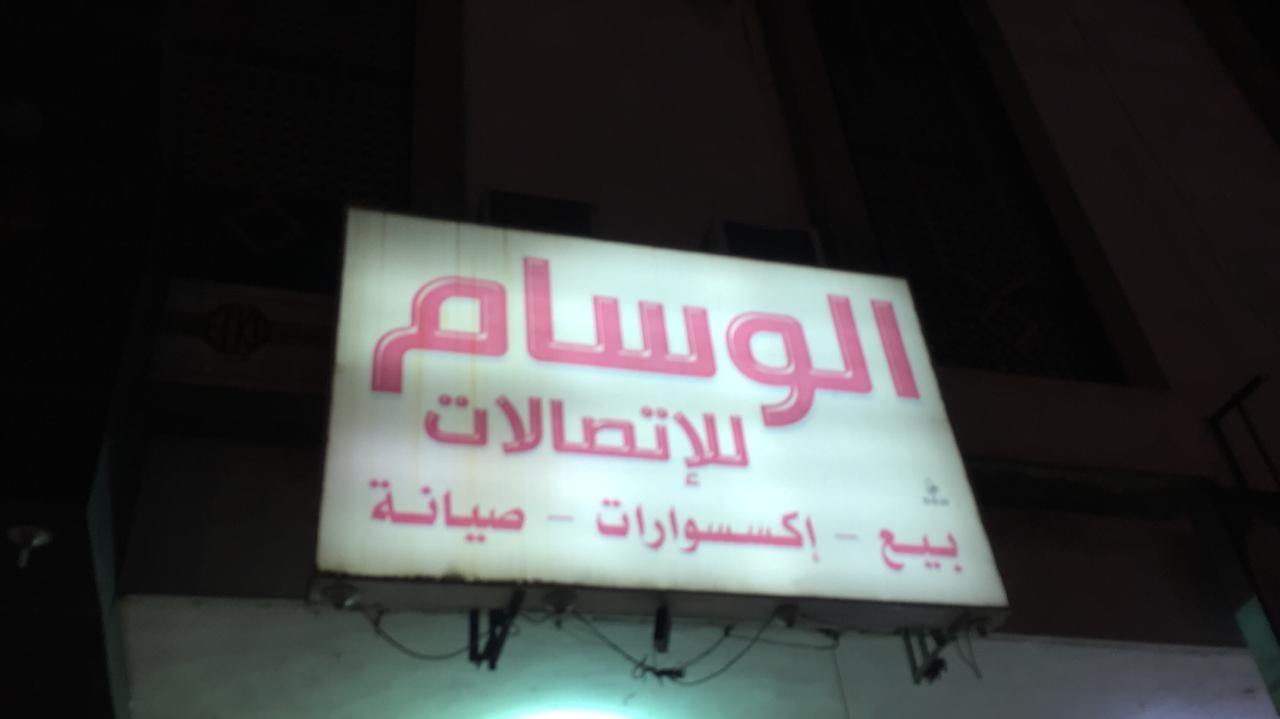 الوسام
للإتصالات
بيع - إكسسوارات - صيانة